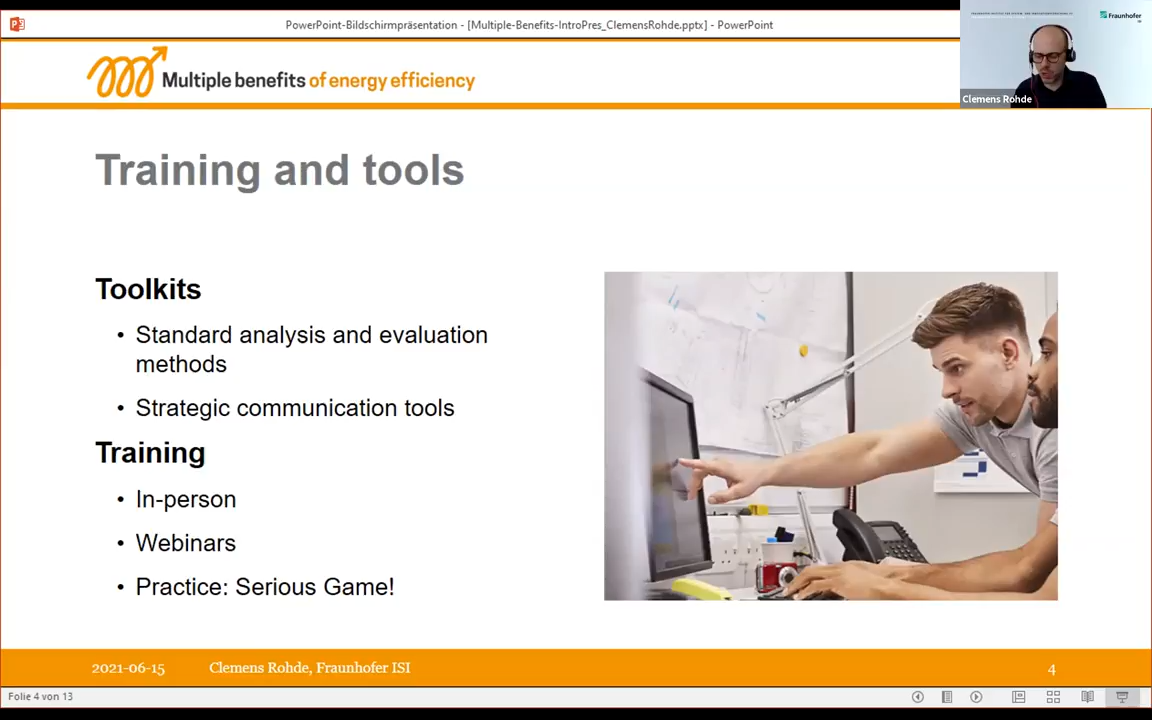 PowerPoint-Bildschirmpräsentation - [Multiple-Benefits-IntroPres_ClemensRohde.pptx] - PowerPoint
Fraunhofer
Clemens Rohde
Multiple benefits of energy efficiency
Training and tools
Toolkits
• Standard analysis and evaluation
methods
• Strategic communication tools
Training
• In-person
• Webinars
• Practice: Serious Game!
2021-06-15 Clemens Rohde, Fraunhofer ISI 4
Folie 4 von 13